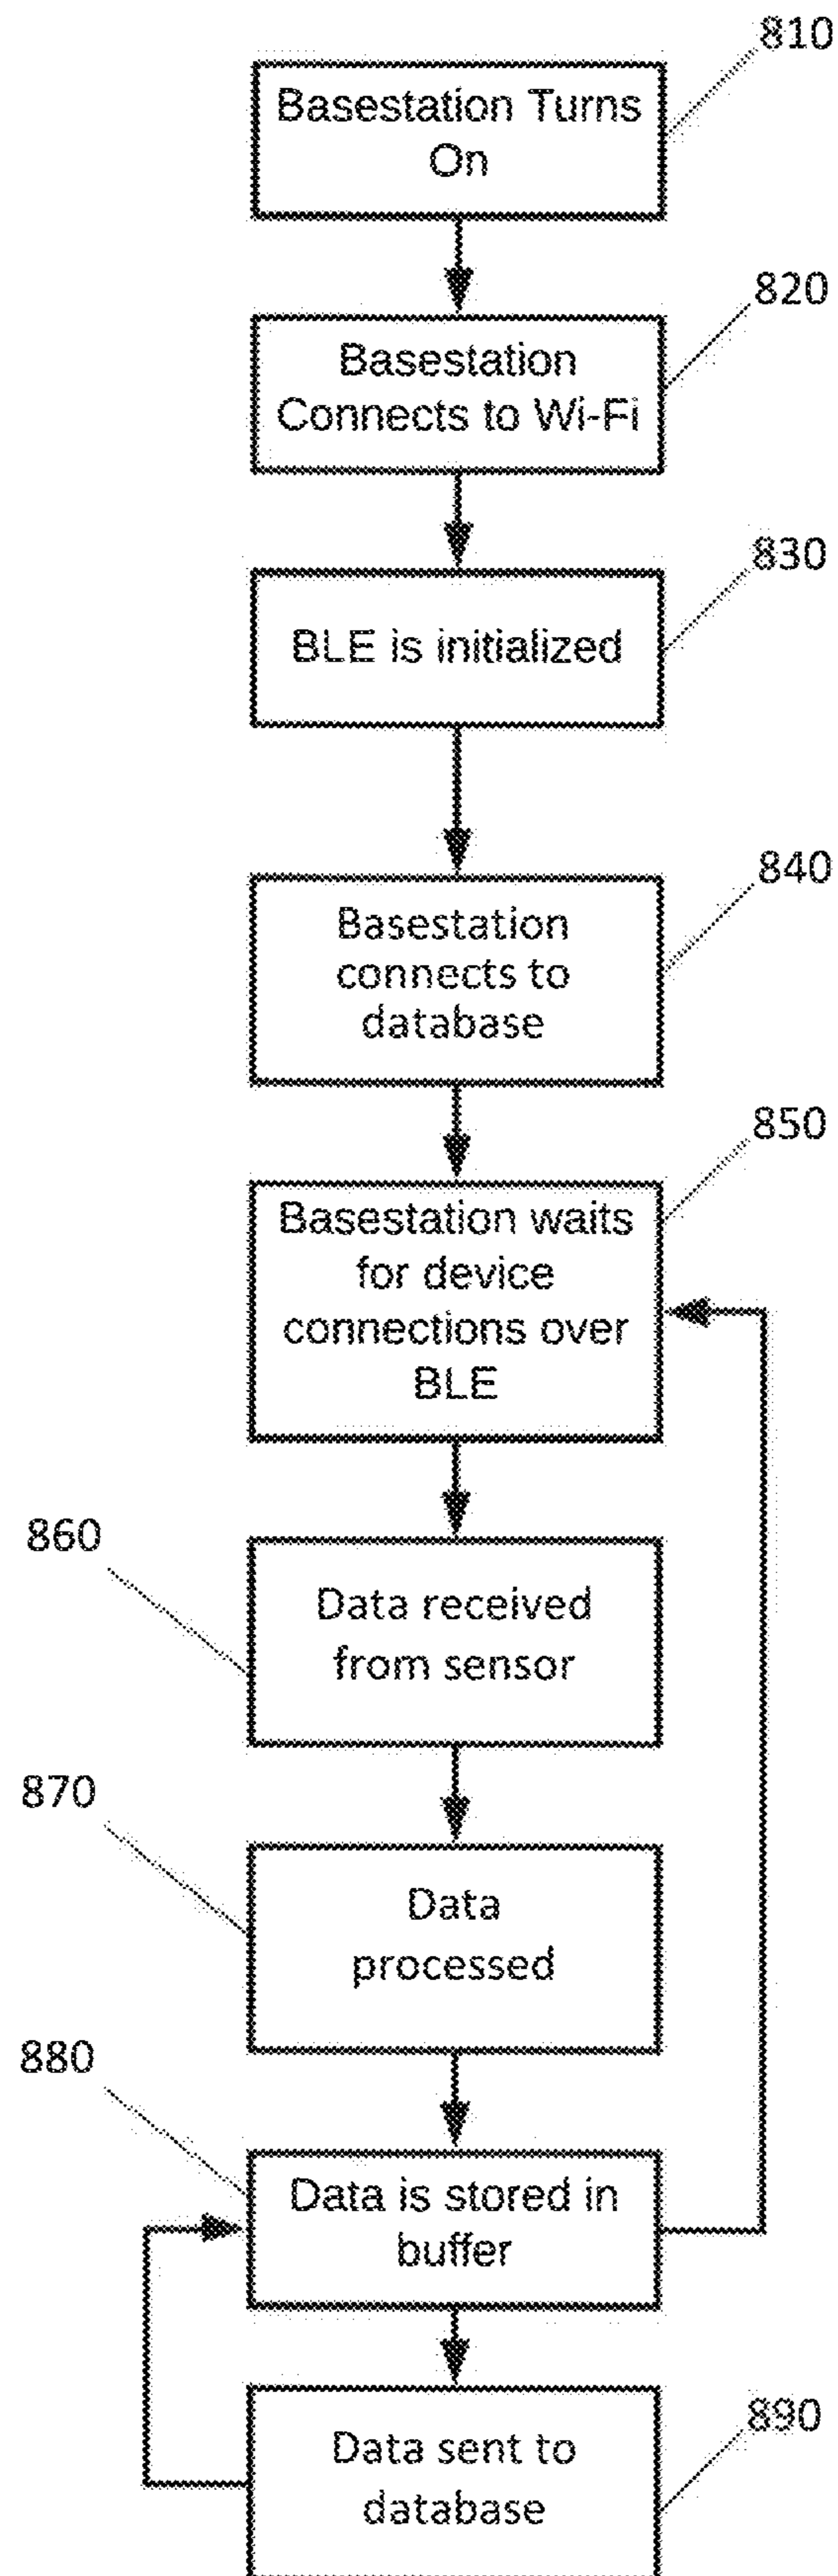 810
Basestation Turns
On
820
Basestation
Connects to Wi-Fi
830
BLE is initialized
840
Basestation
connects to
database
850
Basestation waits
for device
connections over
BLE
860
Data received
from sensor
870
Data
processed
880
Data is stored in
buffer
890
Data sent to
database